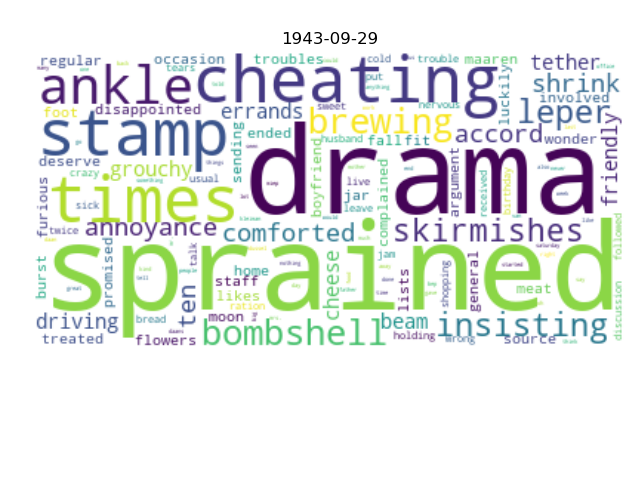 1943-09-29
regular occasion troubles cold trouble maaren tether
ankle cheating tears put luckily shrink
foot disappointed errands sweet nervous leper involved
stamp brewing accord wonder
ended sending husband fallfit friendly
deserve drama
crazy grouchy boyfriend argument received birthday
sick usual live complained
times jar leave
furious twice annoyance comforted skirmishes
talk followed
sprained
burst promised home cheese jam lists shopping general
ten staff meat started saturday
likes ration discussion
moon
driving bread bombshell beam insisting
treated flowers holding wrong source